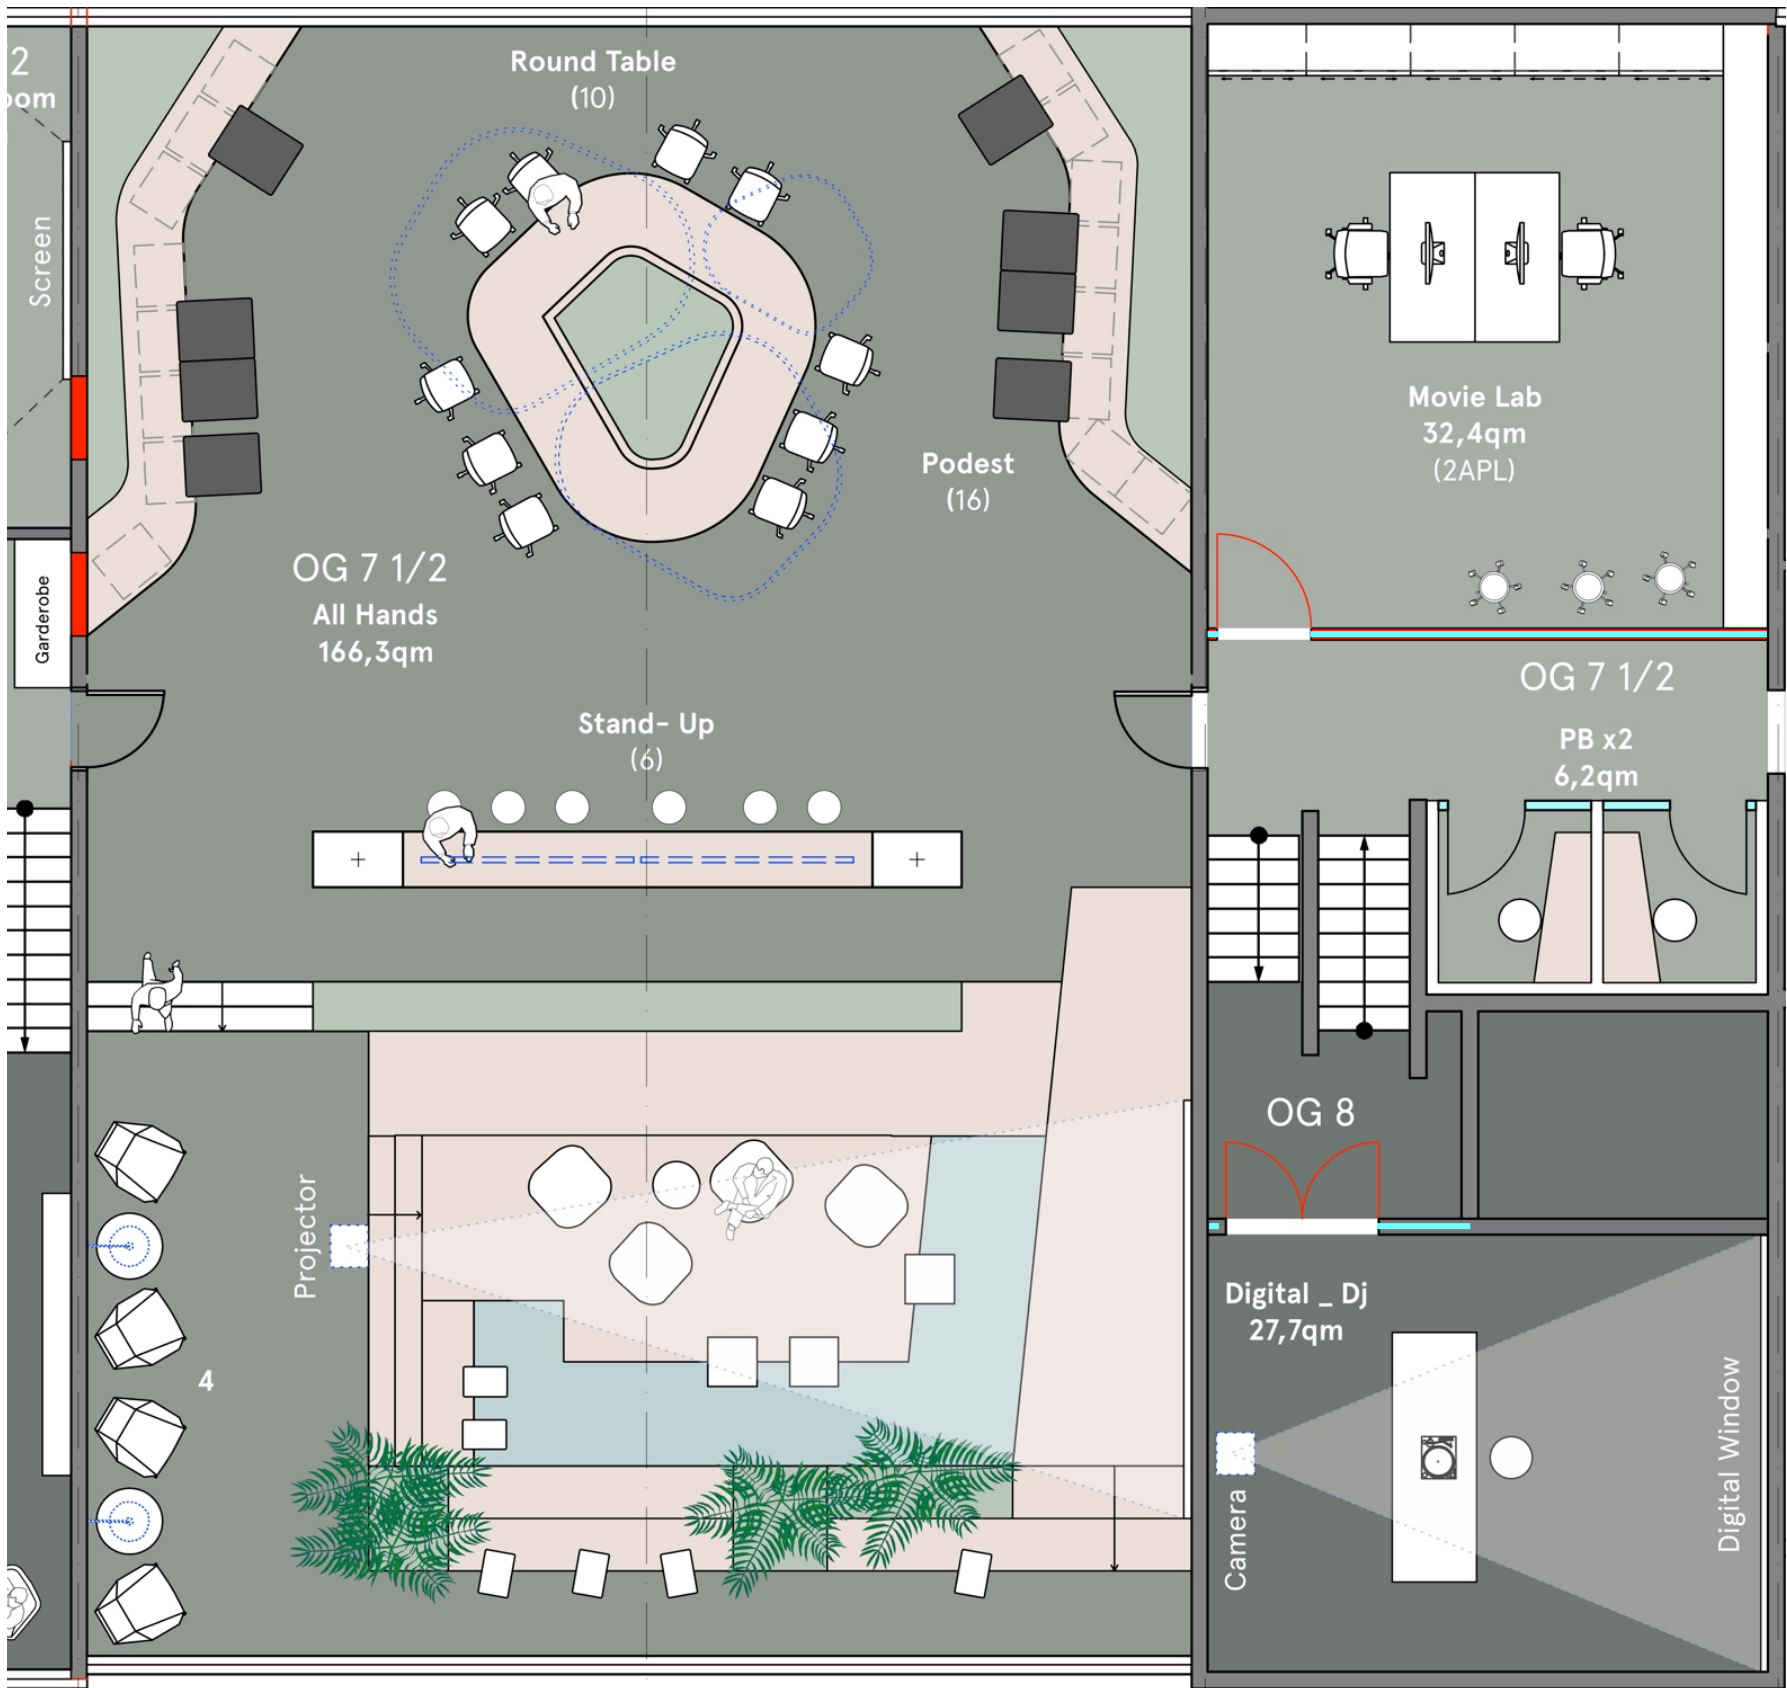 /2
oom
Screen
Garderobe
Round Table
(10)
Podest
(16)
OG 7 1/2
All Hands
166,3qm
Stand- Up
(6)
Projector
4
Movie Lab
32,4qm
(2APL)
OG 7 1/2
PB x2
6,2qm
OG 8
Digital _ Dj
27,7qm
Camera
Digital Window